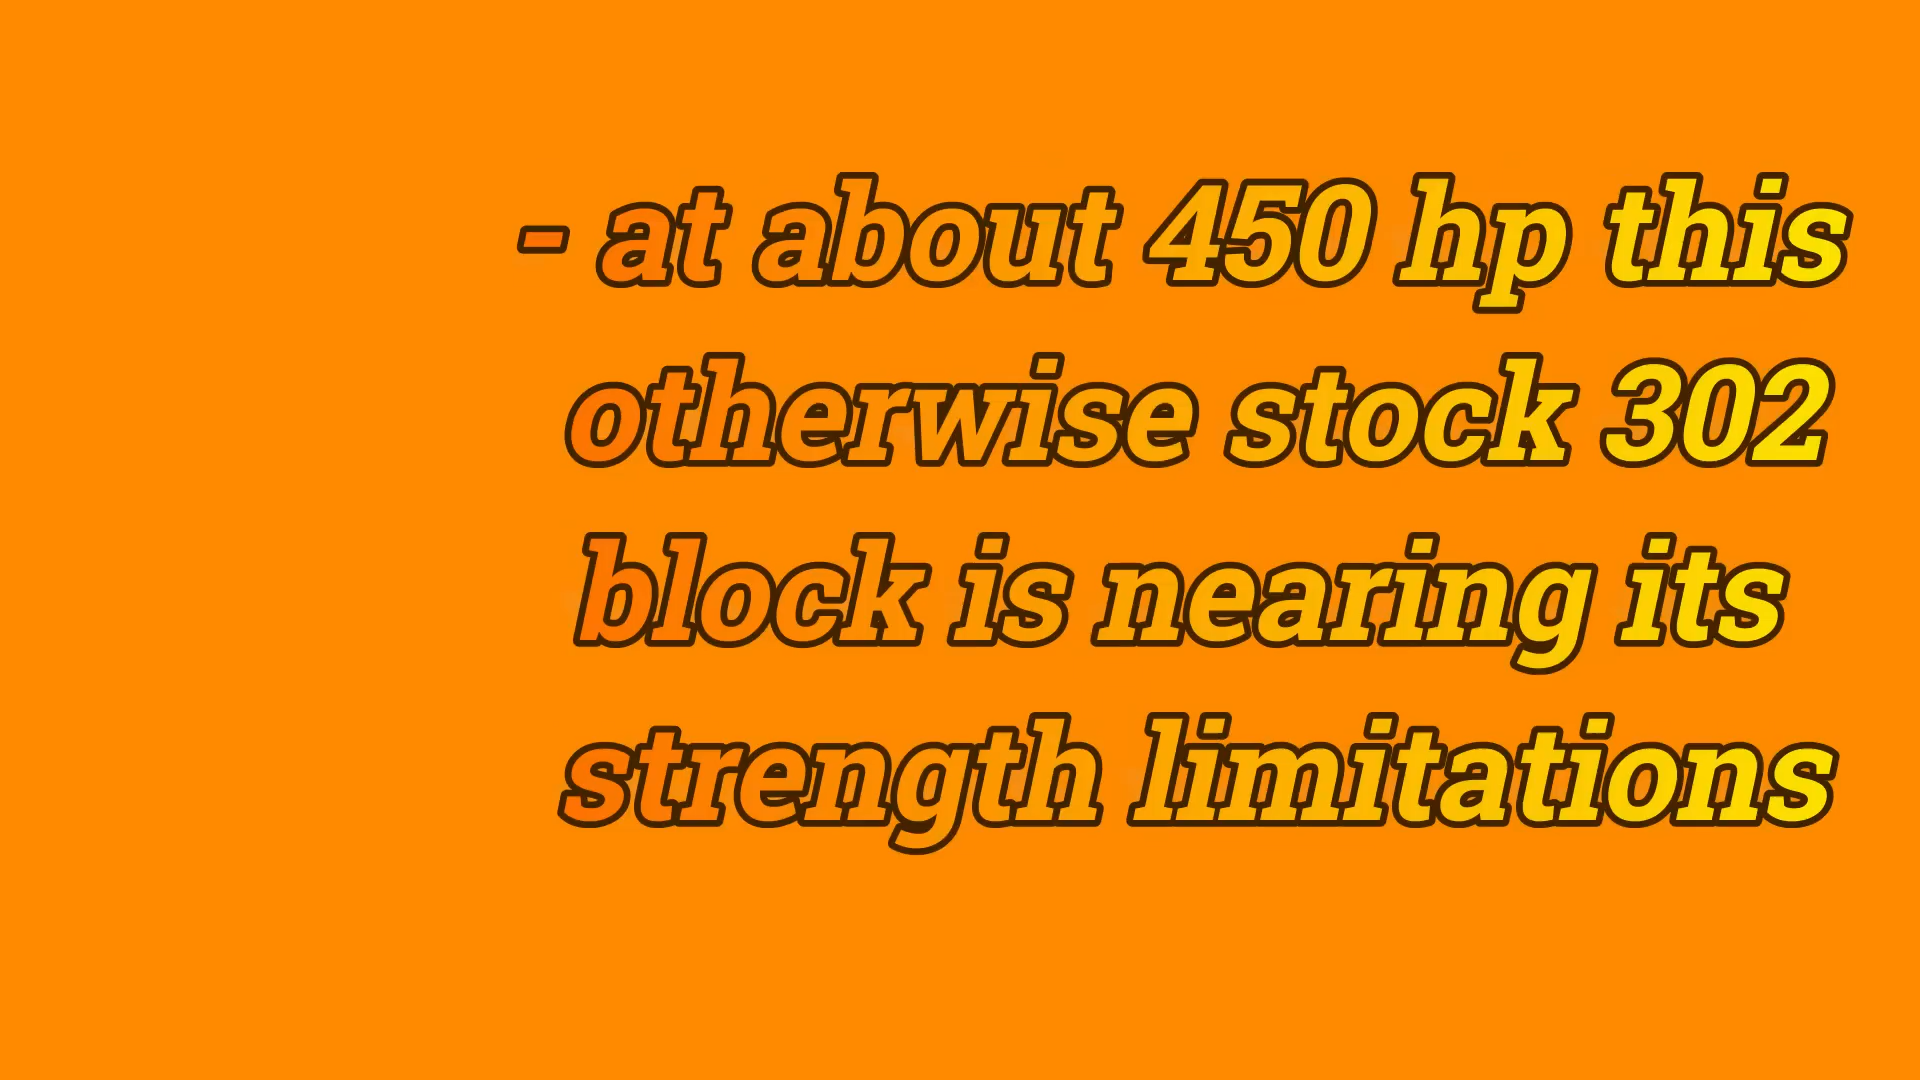 - at about 450 hp this
otherwise stock 302
block is nearing its
strength limitations